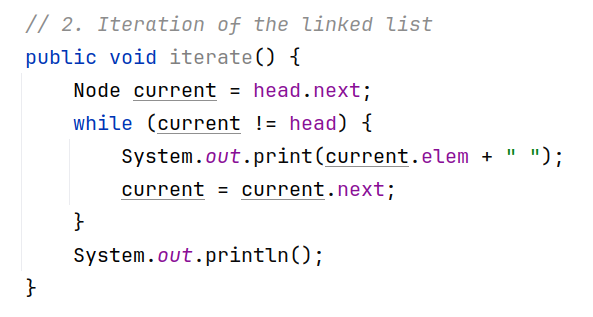 // 2. Iteration of the linked list
public void iterate() {
    Node current = head.next;
    while (current != head) {
        System.out.print(current.elem + " ");
        current = current.next;
    }
    System.out.println();
}